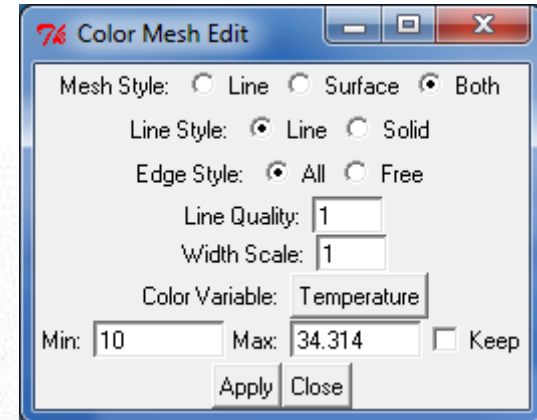 Color Mesh Edit
Mesh Style: Line Surface Both
Line Style: Line Solid
Edge Style: All Free
Line Quality: 1
Width Scale: 1
Color Variable: Temperature
Min: 10 Max: 34.314 Keep
Apply Close